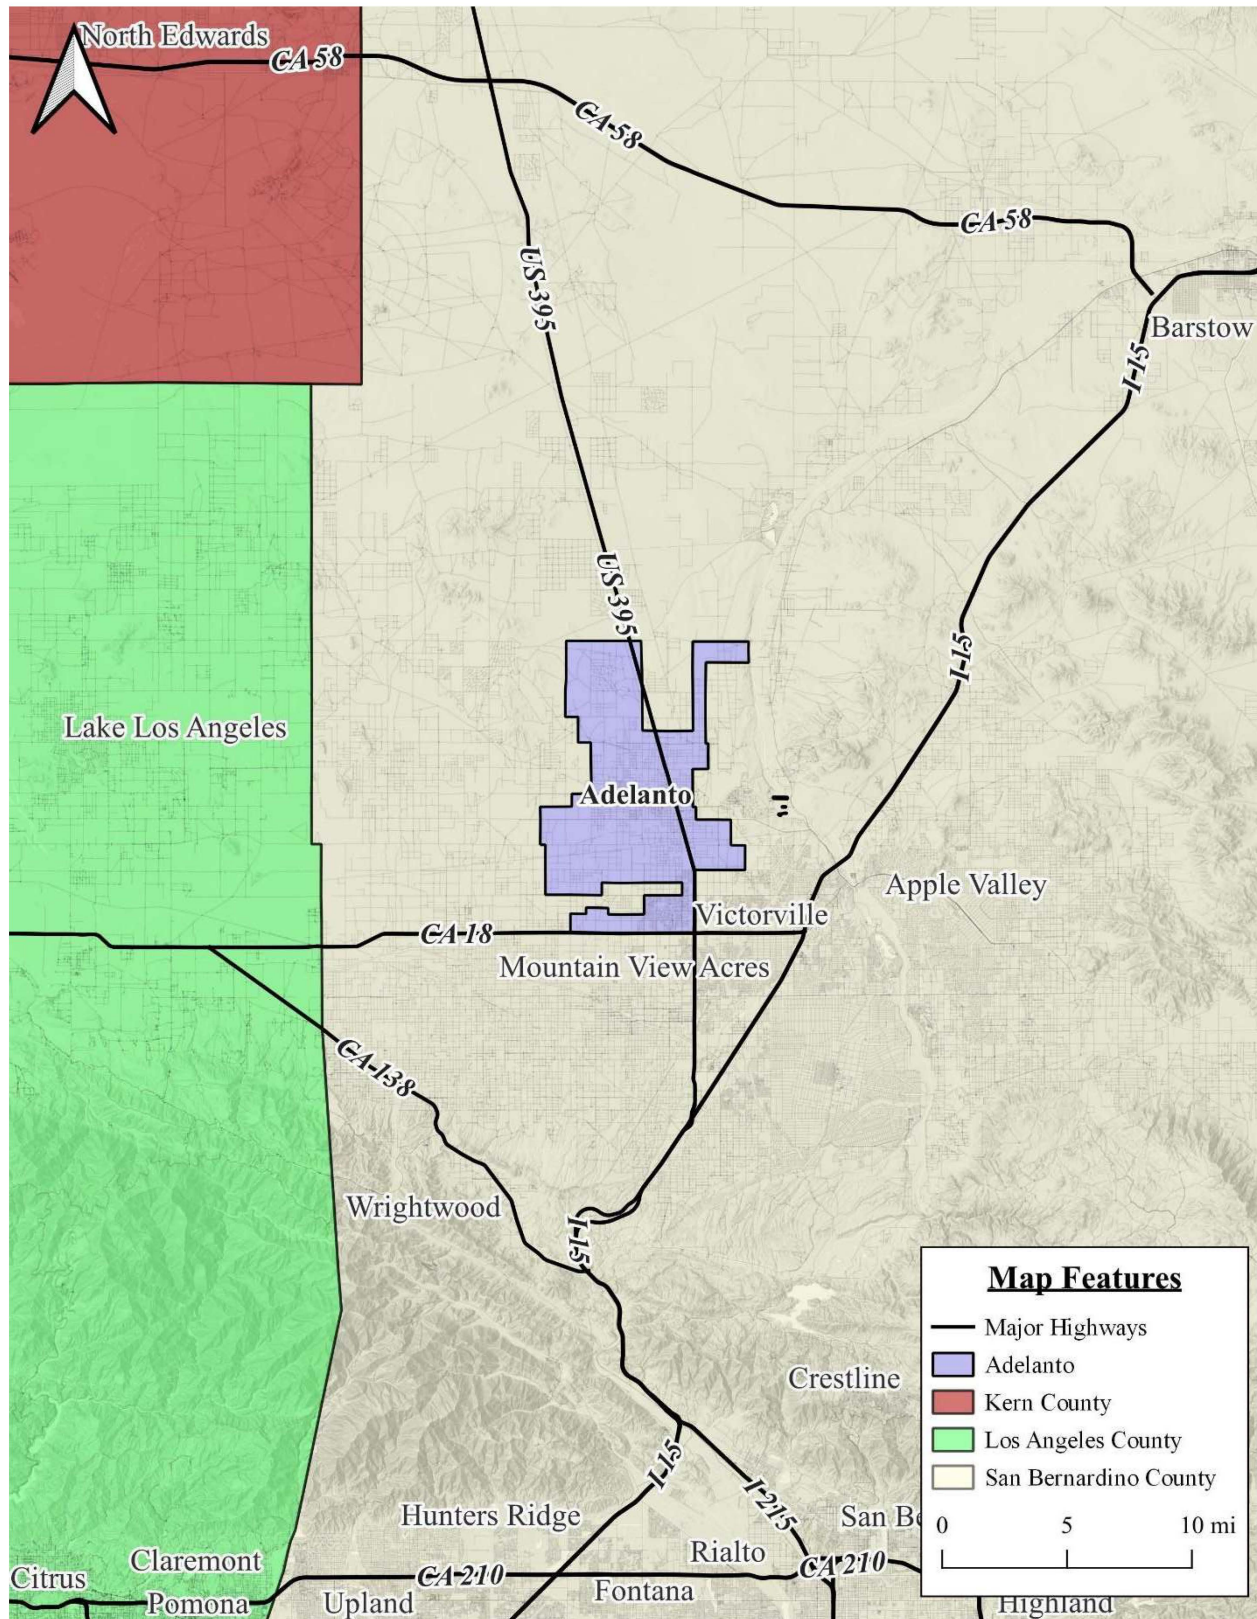 North Edwards
CA 58
CA 58
CA 58
US-395
Barstow
I-15
US-395
I-15
Lake Los Angeles
Adelanto
Apple Valley
Victorville
CA 18
Mountain View Acres
CA-138
Wrightwood
I-15
Map Features
Major Highways
Adelanto
Kern County
Los Angeles County
San Bernardino County
0 5 10 mi
Crestline
I-15
I-215
Hunters Ridge
San Be
Rialto
Claremont
CA 210
CA 210
Citrus
Fontana
Pomona
Upland
Highland